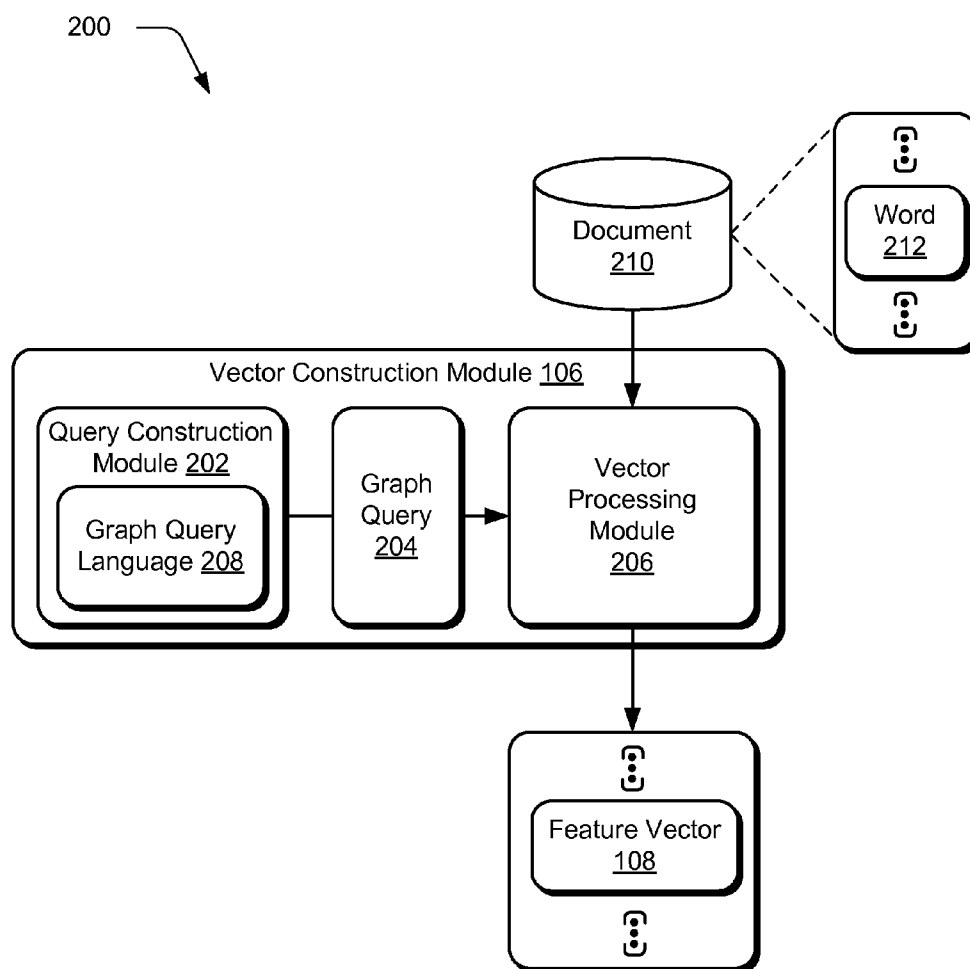 200
Document
210
Word
212
Vector Construction Module 106
Query Construction
Module 202
Graph Query
Language 208
Graph
Query
204
Vector
Processing
Module
206
Feature Vector
108